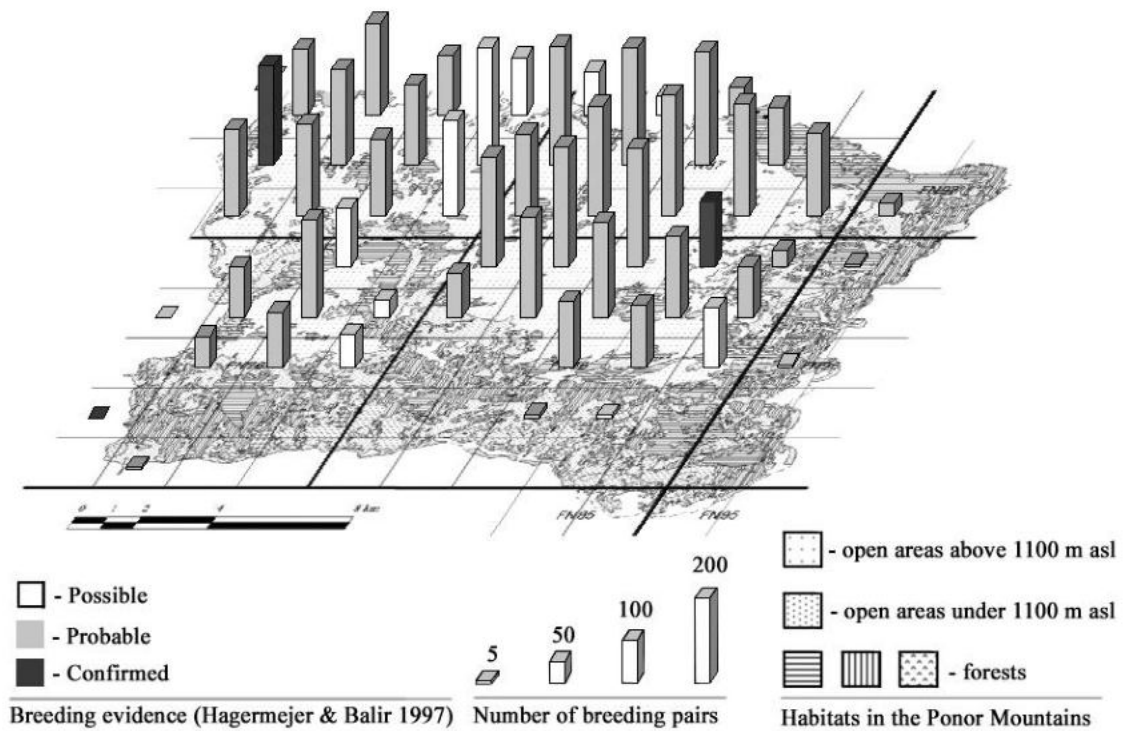 FN85
FN95
0 1 2 4 8 km
- Possible
- Probable
- Confirmed
Breeding evidence (Hagermejer & Balir 1997)
5 50 100 200
Number of breeding pairs
- open areas above 1100 m asl
- open areas under 1100 m asl
- forests
Habitats in the Ponor Mountains